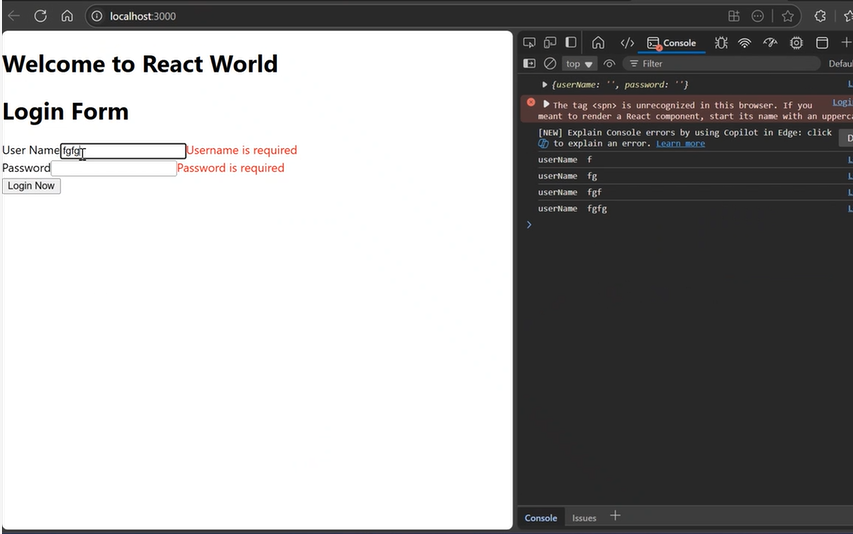 localhost:3000
Welcome to React World
Login Form
User Name fgfg Username is required
Password Password is required
Login Now
Console
top Filter
{userName: '', password: ''}
The tag <spn> is unrecognized in this browser. If you
meant to render a React component, start its name with an
[NEW] Explain Console errors by using Copilot in Edge: click
to explain an error. Learn more
userName f
userName fg
userName fgf
userName fgfg
Console Issues